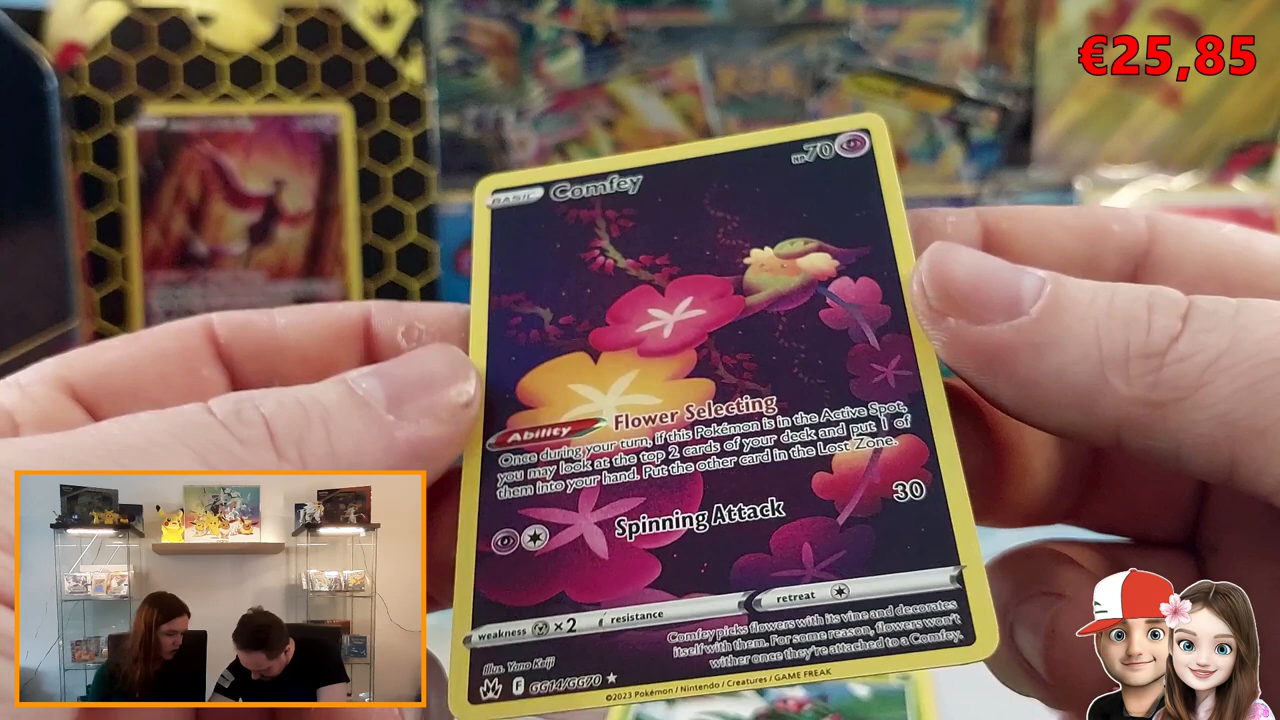 €25,85
BASIC Comfey HP70
Ability Flower Selecting
Once during your turn, if this Pokémon is in the Active Spot,
you may look at the top 2 cards of your deck and put 1 of
them into your hand. Put the other card in the Lost Zone.
Spinning Attack 30
weakness ×2 resistance retreat
Comfey picks flowers with its vine and decorates
itself with them. For some reason, flowers won't
wither once they're attached to a Comfey.
Illus. Yano Keiji
F GG14/GG70
©2023 Pokémon / Nintendo / Creatures / GAME FREAK